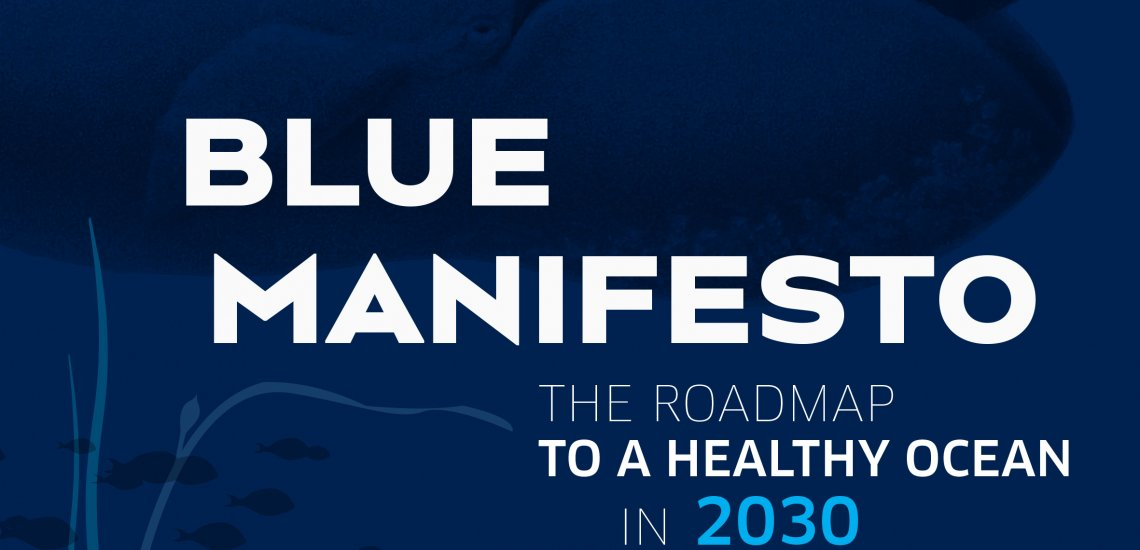 BLUE
MANIFESTO
THE ROADMAP
TO A HEALTHY OCEAN
IN 2030